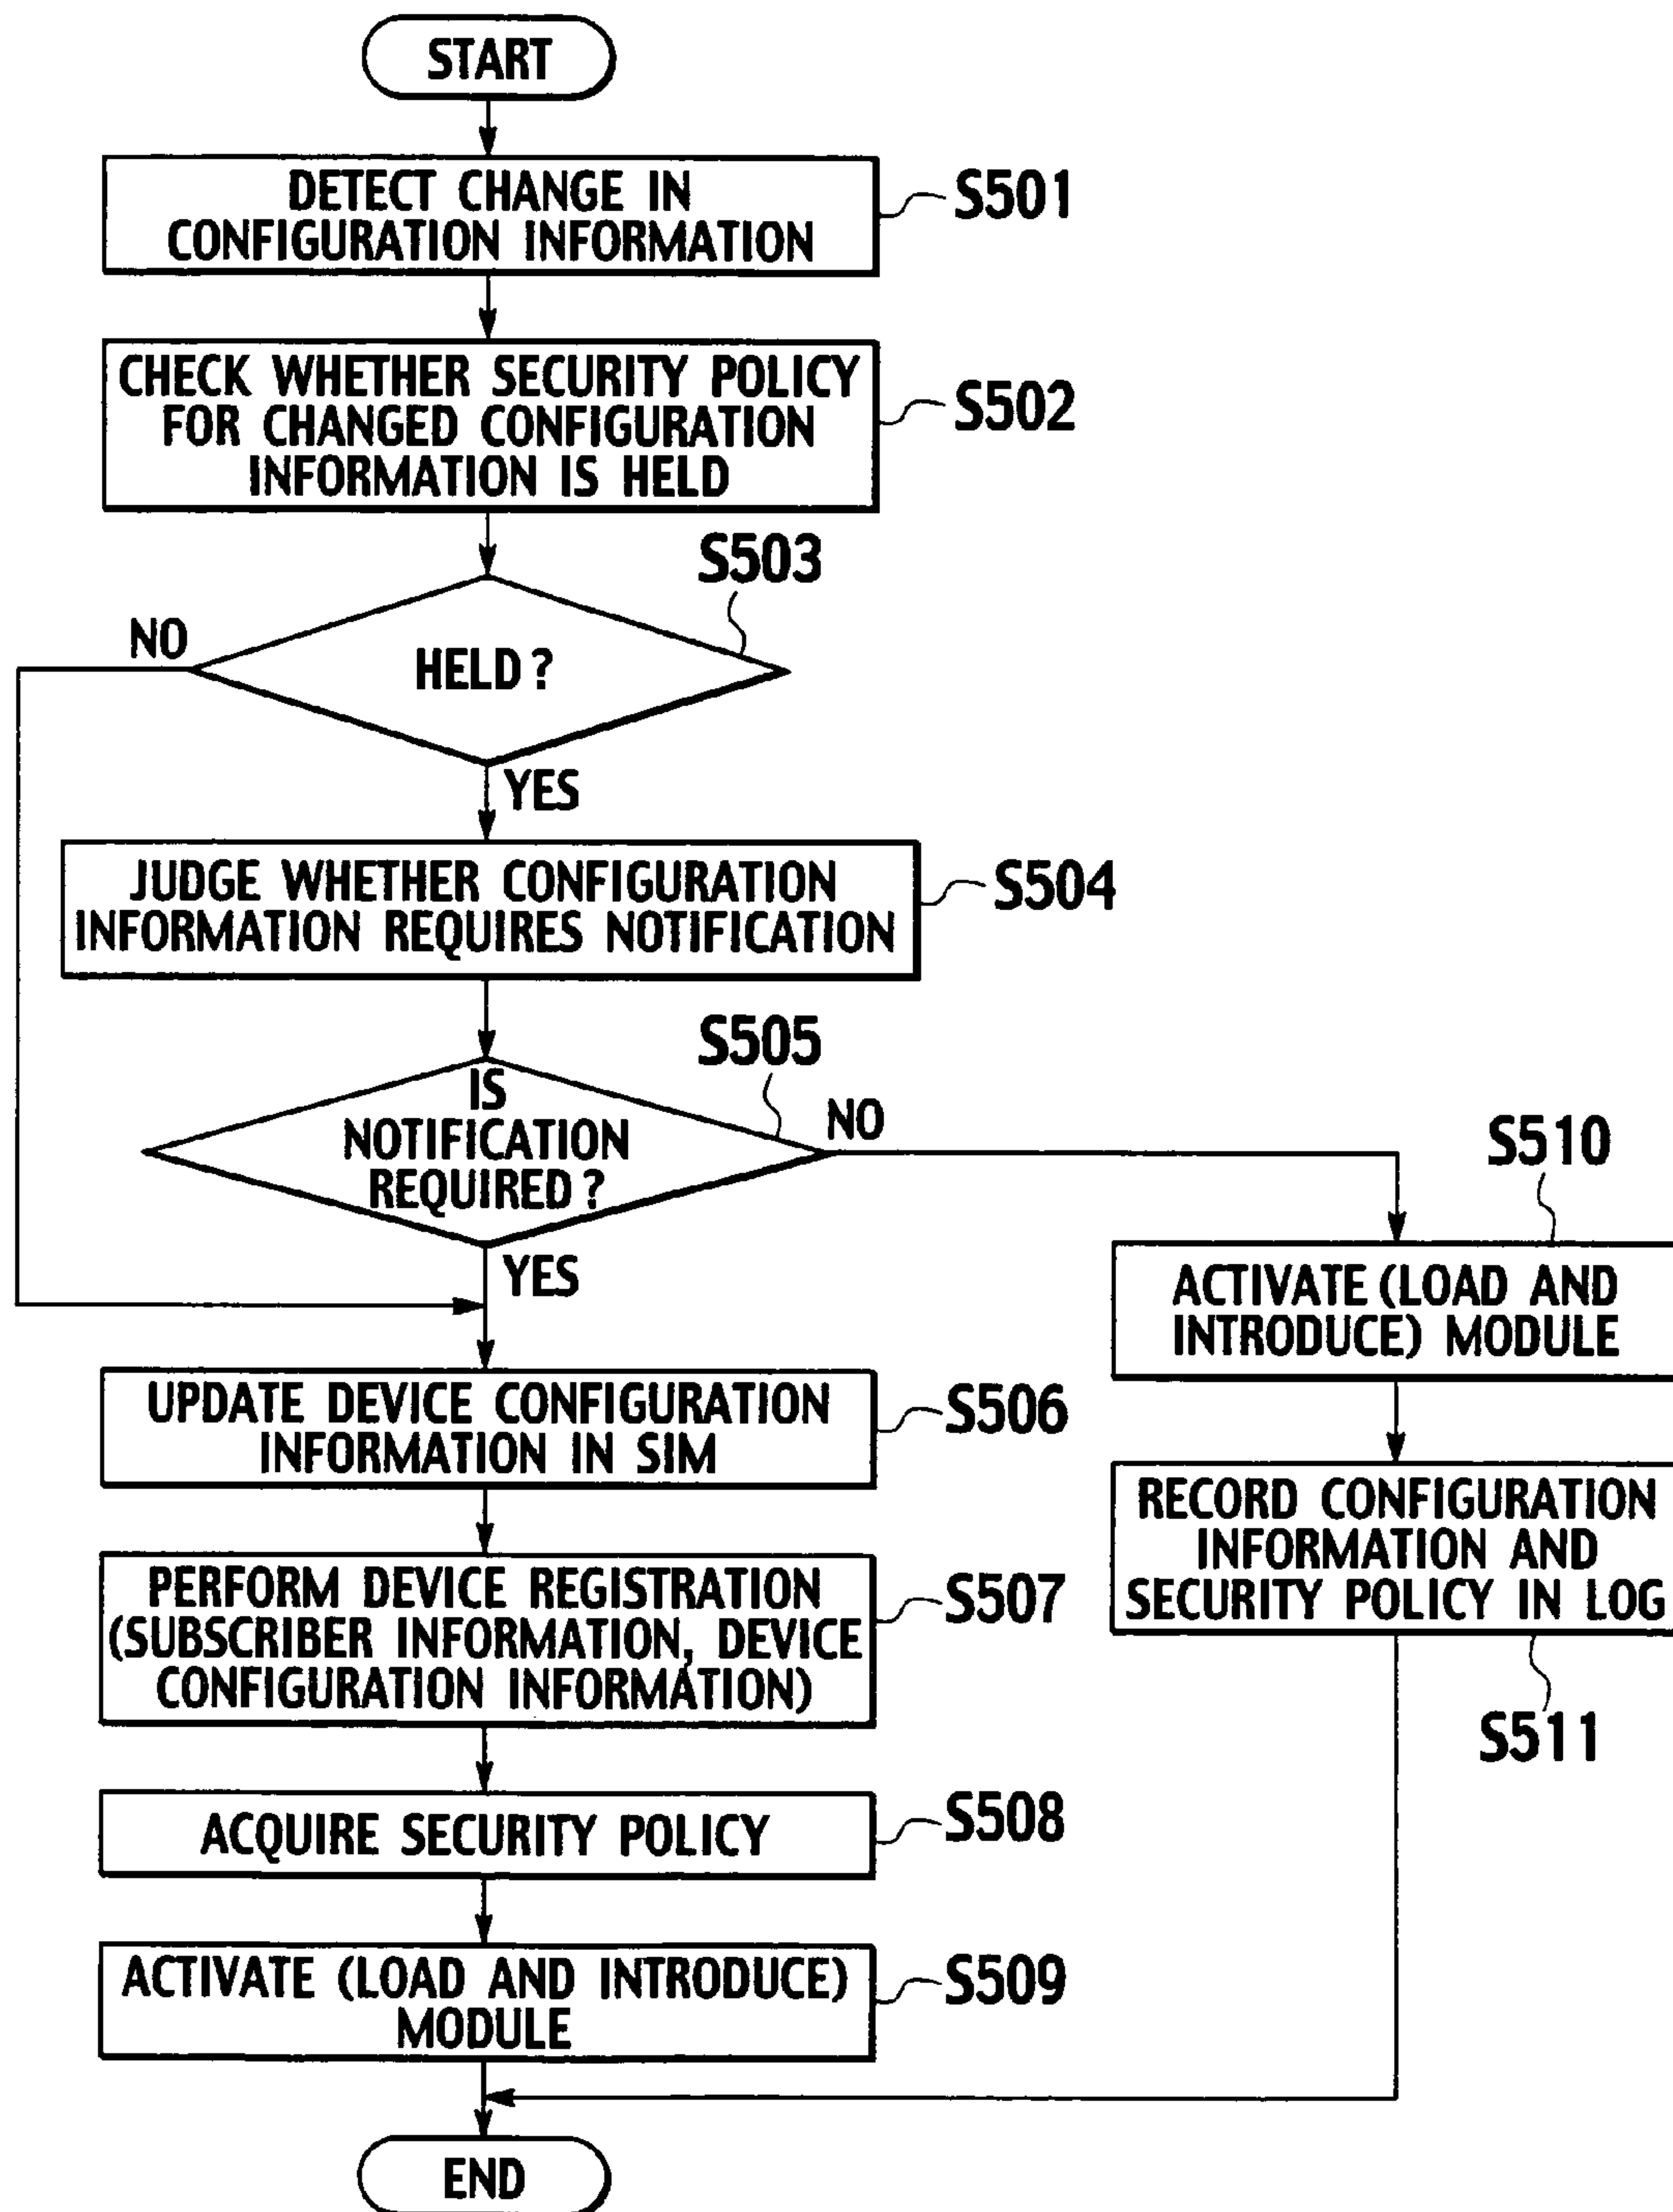 START
DETECT CHANGE IN
CONFIGURATION INFORMATION
S501
CHECK WHETHER SECURITY POLICY
FOR CHANGED CONFIGURATION
INFORMATION IS HELD
S502
S503
HELD ?
NO
YES
JUDGE WHETHER CONFIGURATION
INFORMATION REQUIRES NOTIFICATION
S504
S505
IS
NOTIFICATION
REQUIRED ?
NO
YES
S510
ACTIVATE (LOAD AND
INTRODUCE) MODULE
UPDATE DEVICE CONFIGURATION
INFORMATION IN SIM
S506
RECORD CONFIGURATION
INFORMATION AND
SECURITY POLICY IN LOG
S511
PERFORM DEVICE REGISTRATION
(SUBSCRIBER INFORMATION, DEVICE
CONFIGURATION INFORMATION)
S507
ACQUIRE SECURITY POLICY
S508
ACTIVATE (LOAD AND INTRODUCE)
MODULE
S509
END